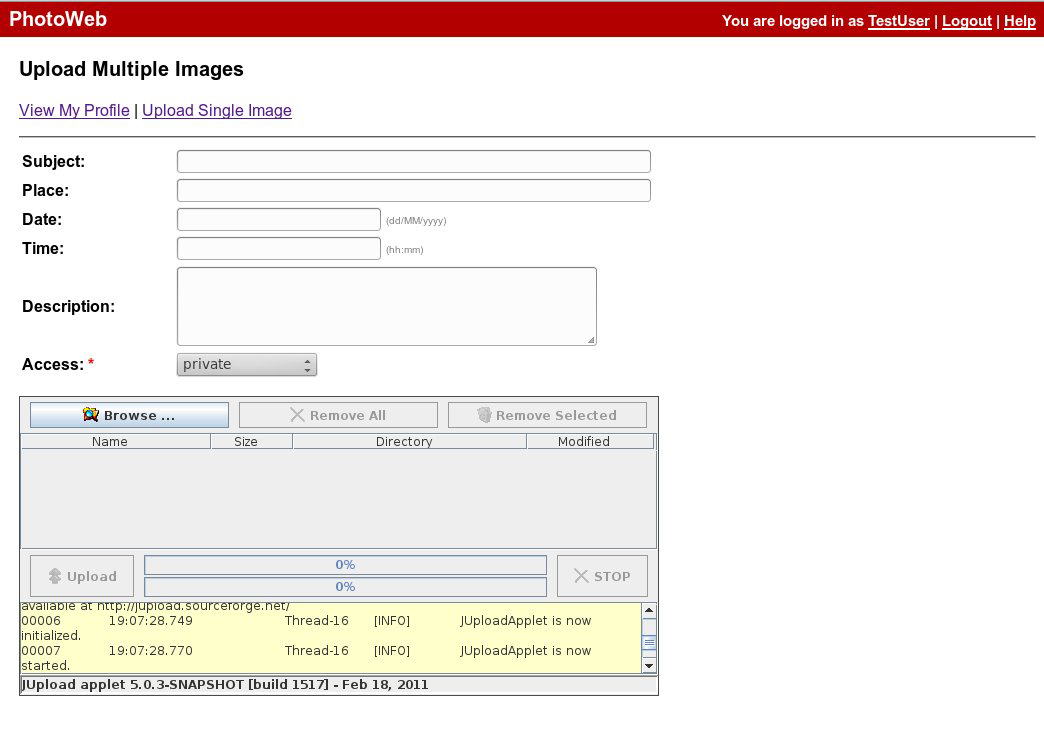 PhotoWeb
You are logged in as TestUser | Logout | Help
Upload Multiple Images
View My Profile | Upload Single Image
Subject:
Place:
Date: (dd/MM/yyyy)
Time: (hh:mm)
Description:
Access: * private
Browse ... Remove All Remove Selected
Name Size Directory Modified
Upload 0% STOP
0%
available at http://jupload.sourceforge.net/
00006 19:07:28.749 Thread-16 [INFO] JUploadApplet is now
initialized.
00007 19:07:28.770 Thread-16 [INFO] JUploadApplet is now
started.
JUpload applet 5.0.3-SNAPSHOT [build 1517] - Feb 18, 2011